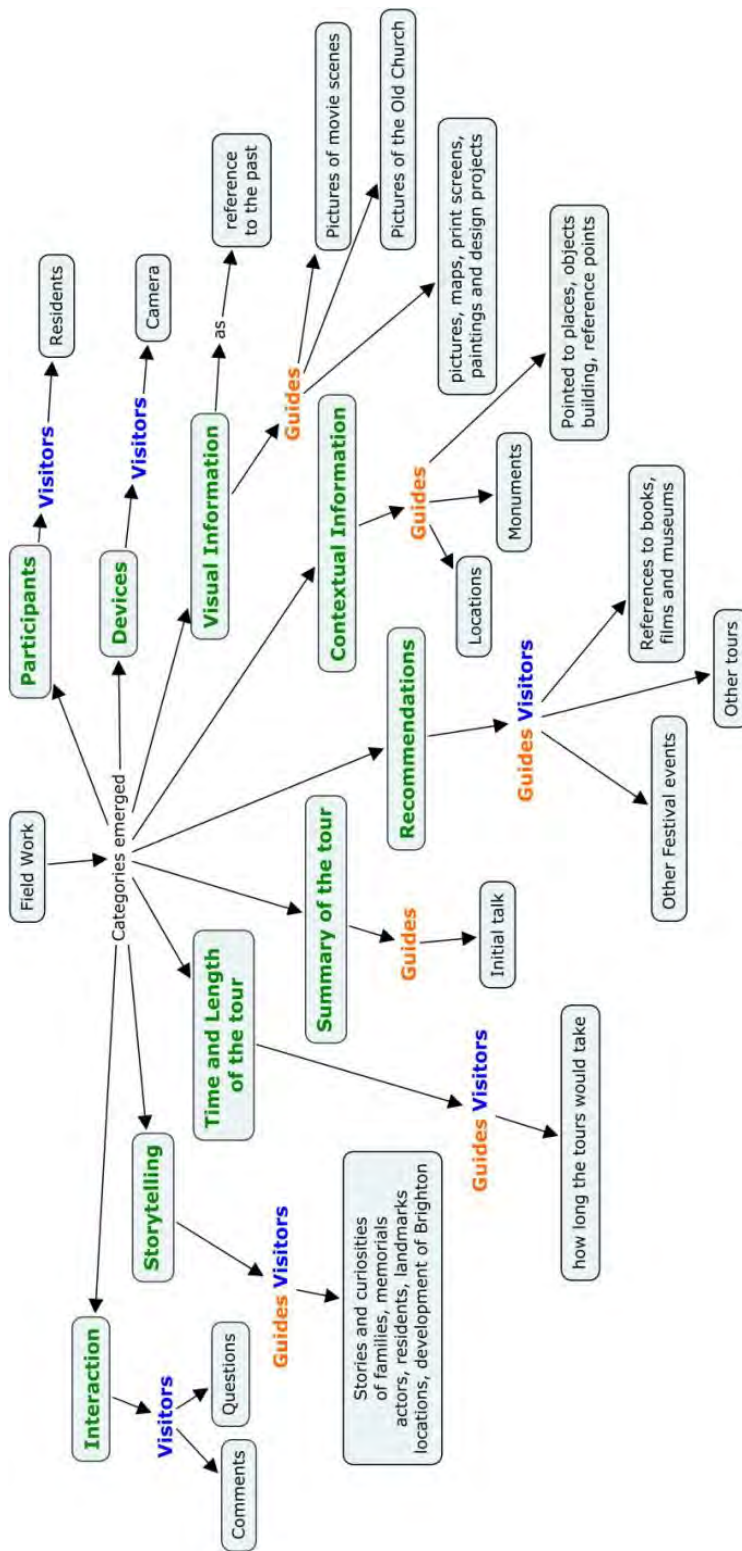 Field Work
Categories emerged
Interaction
Visitors
Comments
Questions
Storytelling
Guides Visitors
Stories and curiosities
of families, memorials
actors, residents, landmarks
locations, development of Brighton
Time and Length
of the tour
Guides Visitors
how long the tours would take
Summary of the tour
Guides
Initial talk
Recommendations
Guides Visitors
Other Festival events
Other tours
References to books,
films and museums
Contextual Information
Guides
Locations
Monuments
Pointed to places, objects
building, reference points
Visual Information
as
reference
to the past
Guides
Pictures of movie scenes
Pictures of the Old Church
pictures, maps, print screens,
paintings and design projects
Devices
Visitors
Camera
Participants
Visitors
Residents